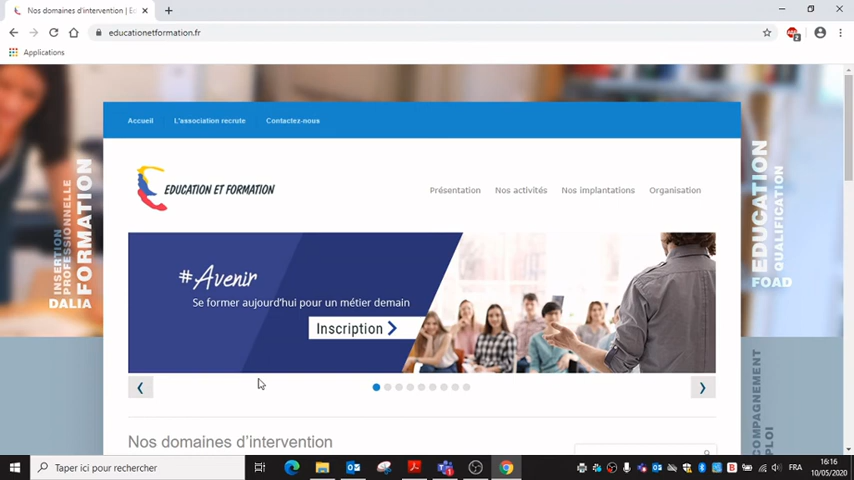 Nos domaines d'intervention | Ed
educationetformation.fr
Applications
Accueil
L'association recrute
Contactez-nous
EDUCATION ET FORMATION
Présentation
Nos activités
Nos implantations
Organisation
#Avenir
Se former aujourd'hui pour un métier demain
Inscription
INSERTION
PROFESSIONNELLE
FORMATION
DALIA
EDUCATION
QUALIFICATION
FOAD
Nos domaines d'intervention
Taper ici pour rechercher
FRA
16:16
10/05/2020